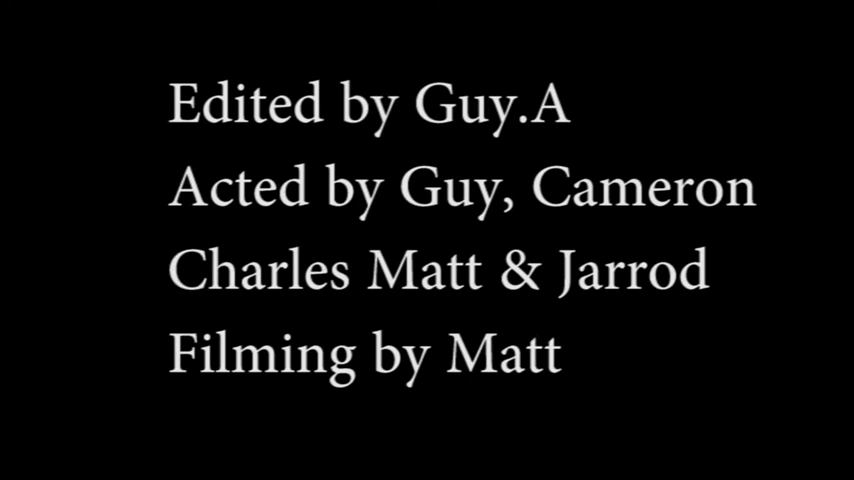 Edited by Guy.A
Acted by Guy, Cameron
Charles Matt & Jarrod
Filming by Matt